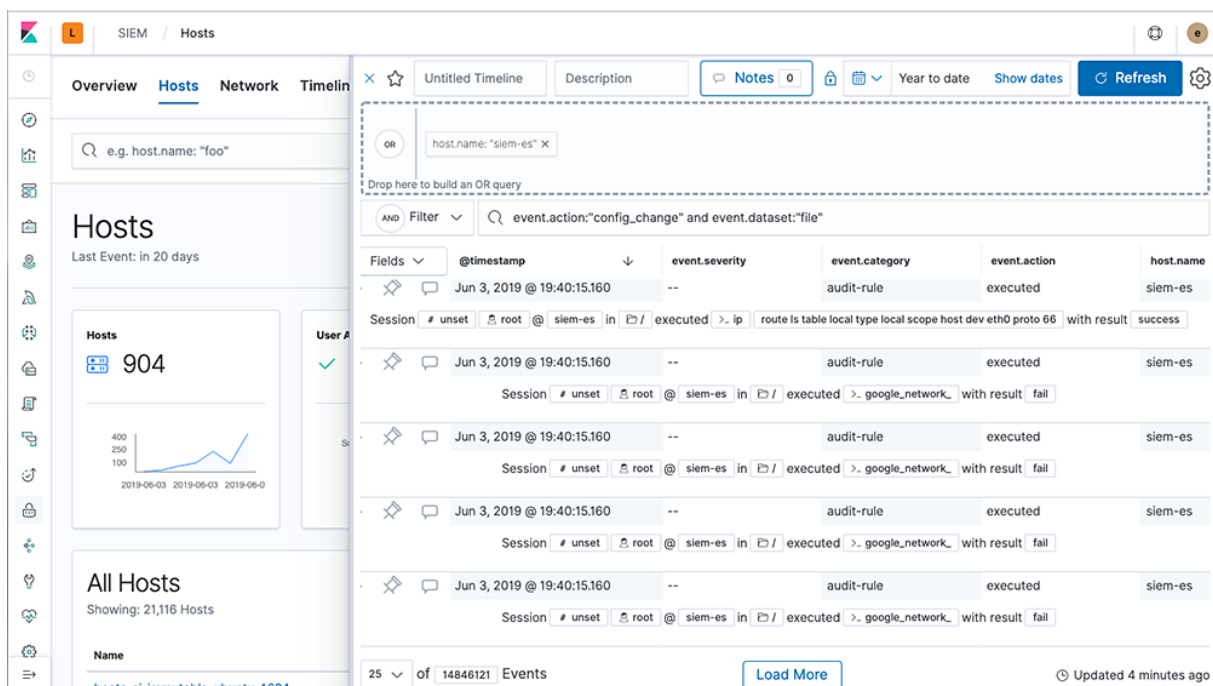 L SIEM / Hosts e
Overview Hosts Network Timelin
Untitled Timeline Description Notes 0 Year to date Show dates Refresh
e.g. host.name: "foo"
OR host.name: "siem-es"
Drop here to build an OR query
AND Filter event.action:"config_change" and event.dataset:"file"
Hosts
Last Event: in 20 days
Hosts
904
User A
400
250
100
2019-06-03 2019-06-03 2019-06-0
All Hosts
Showing: 21,116 Hosts
Name
Fields @timestamp event.severity event.category event.action host.name
Jun 3, 2019 @ 19:40:15.160 -- audit-rule executed siem-es
Session # unset root @ siem-es in / executed >_ ip route ls table local type local scope host dev eth0 proto 66 with result success
Jun 3, 2019 @ 19:40:15.160 -- audit-rule executed siem-es
Session # unset root @ siem-es in / executed >_ google_network_ with result fail
Jun 3, 2019 @ 19:40:15.160 -- audit-rule executed siem-es
Session # unset root @ siem-es in / executed >_ google_network_ with result fail
Jun 3, 2019 @ 19:40:15.160 -- audit-rule executed siem-es
Session # unset root @ siem-es in / executed >_ google_network_ with result fail
Jun 3, 2019 @ 19:40:15.160 -- audit-rule executed siem-es
Session # unset root @ siem-es in / executed >_ google_network_ with result fail
25 of 14846121 Events Load More Updated 4 minutes ago